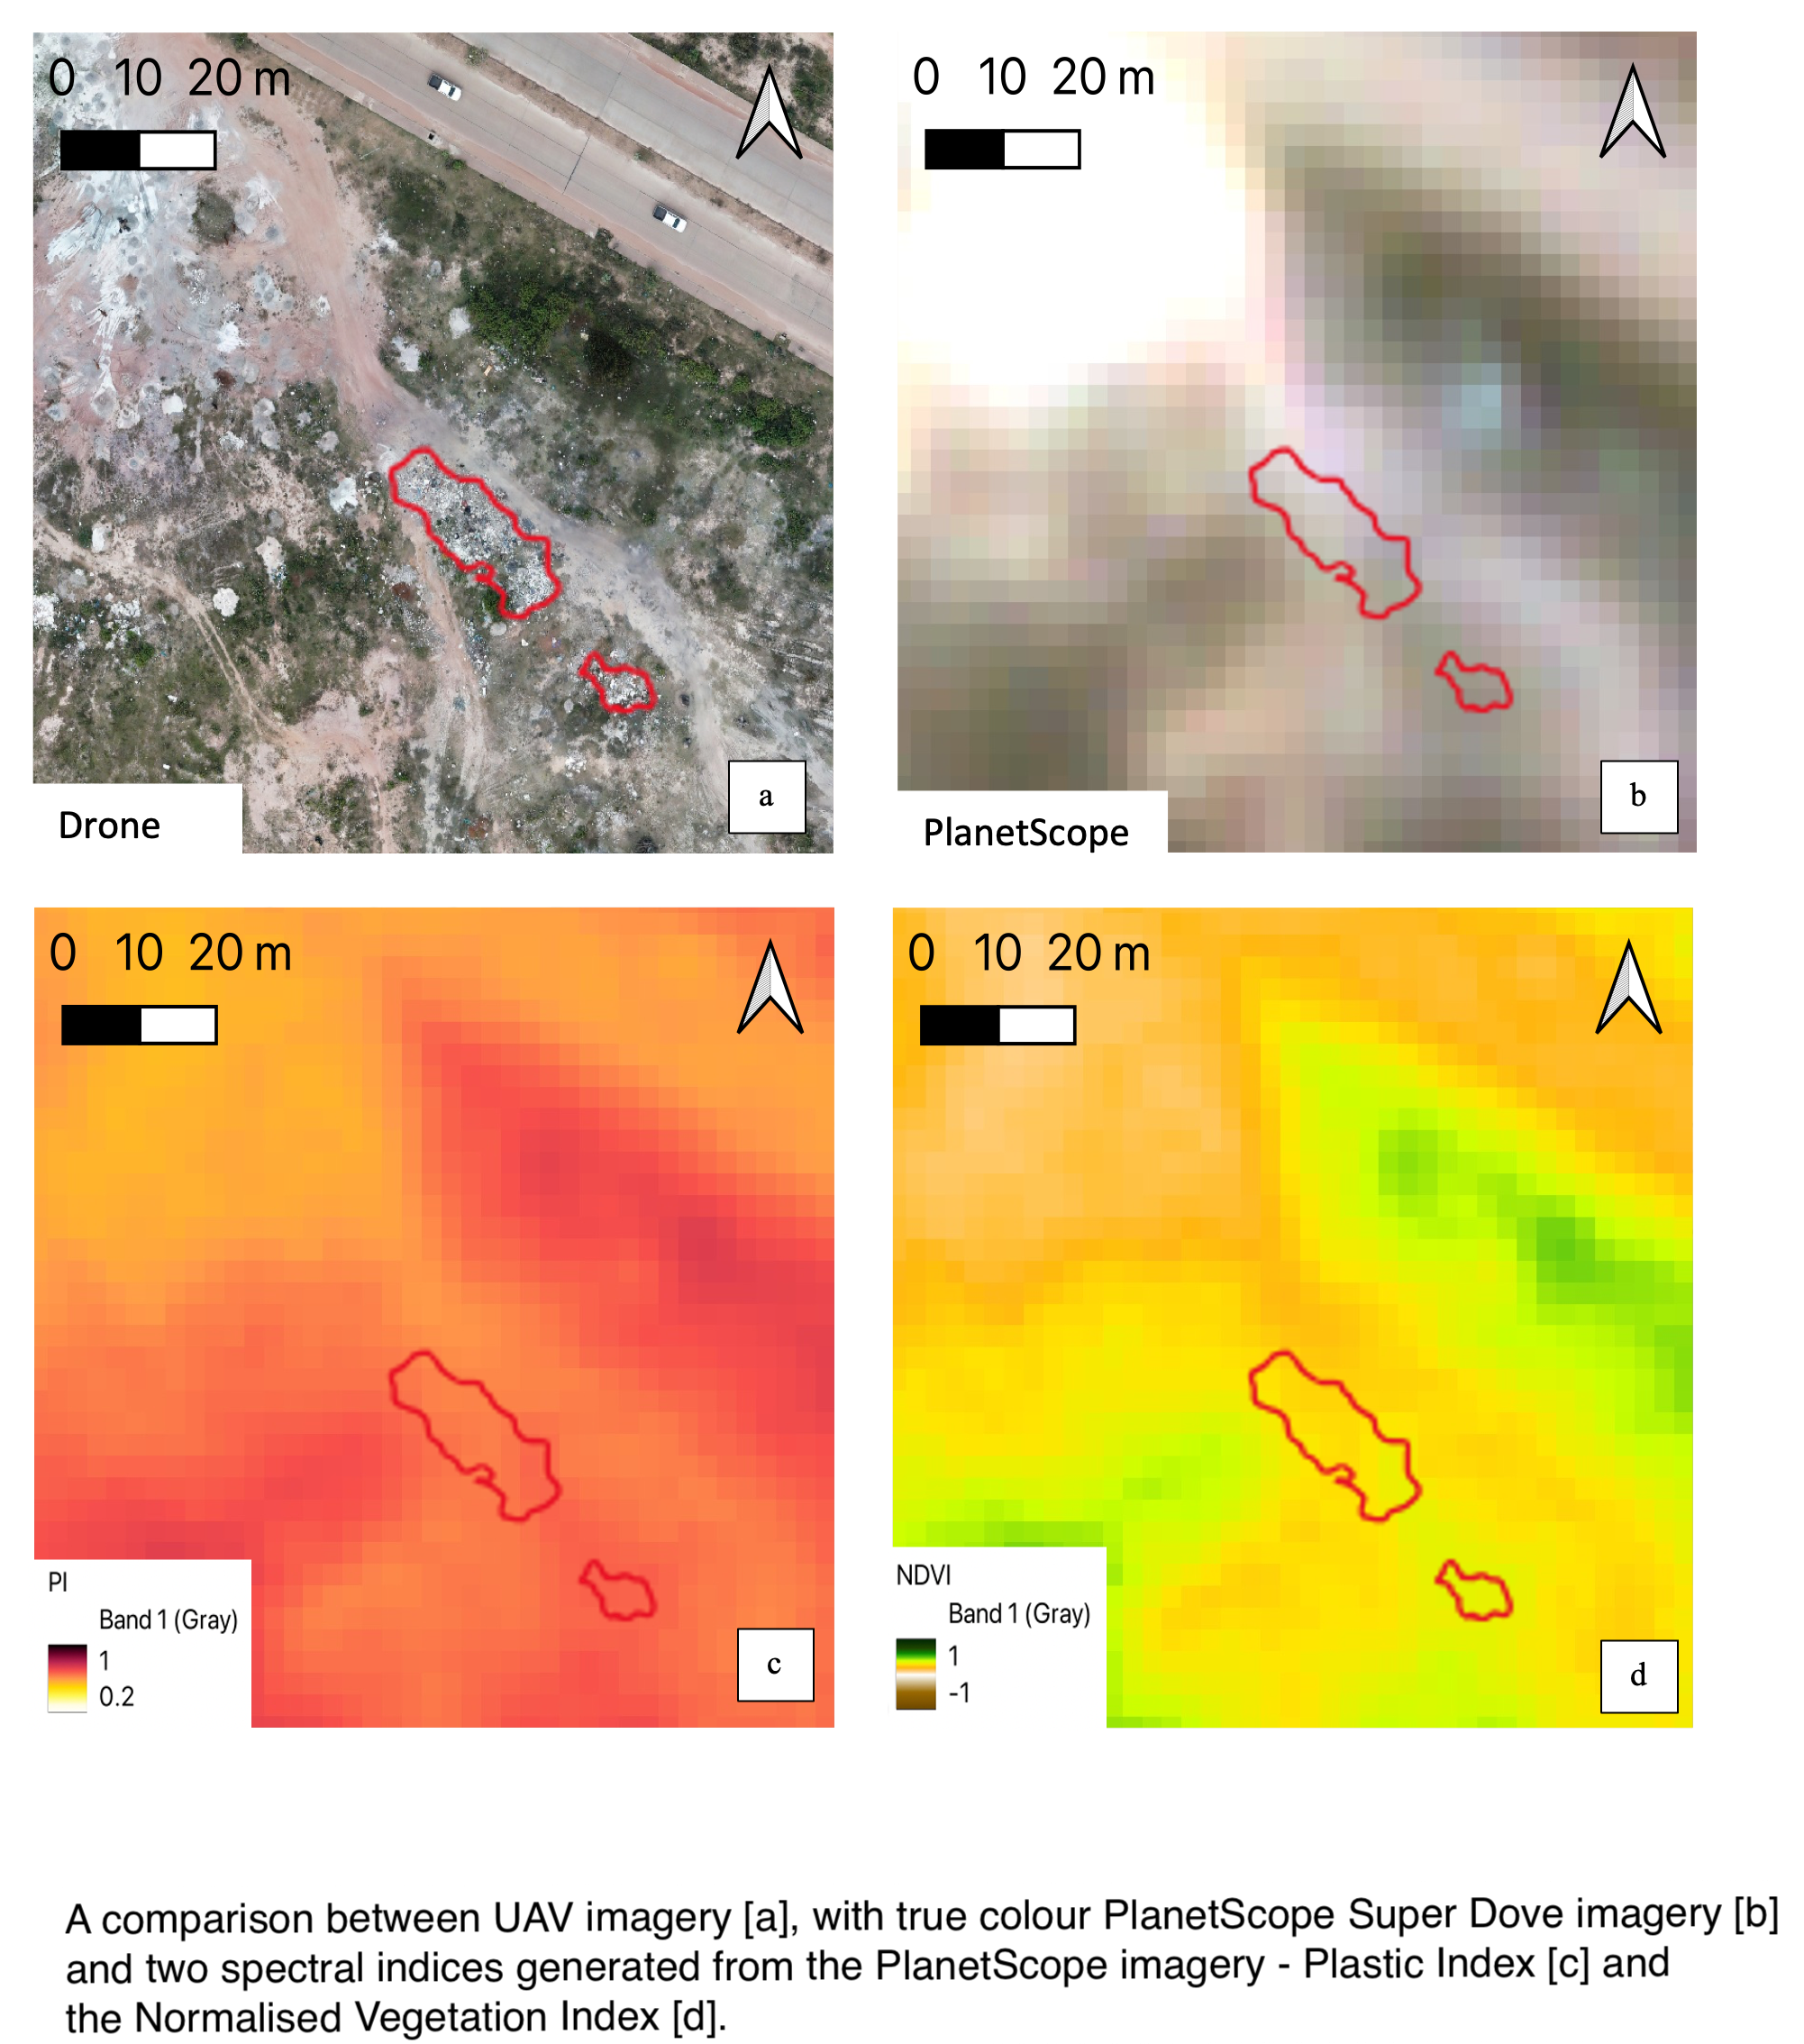 0 10 20 m
a
Drone
0 10 20 m
b
PlanetScope
0 10 20 m
PI
Band 1 (Gray)
1
0.2
c
0 10 20 m
NDVI
Band 1 (Gray)
1
-1
d
A comparison between UAV imagery [a], with true colour PlanetScope Super Dove imagery [b]
and two spectral indices generated from the PlanetScope imagery - Plastic Index [c] and
the Normalised Vegetation Index [d].